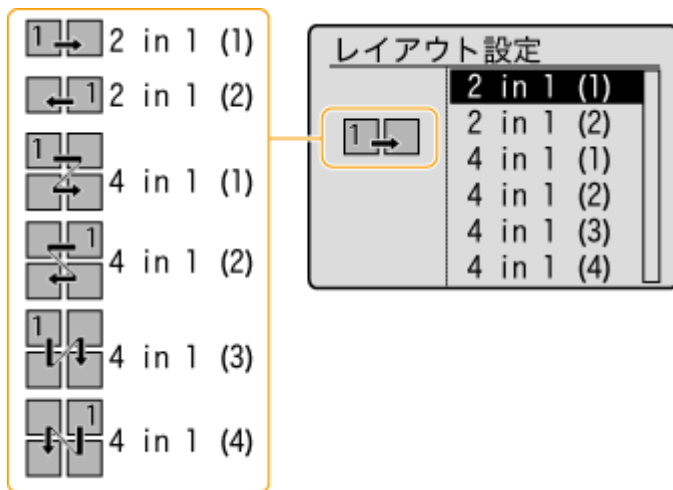 1 2 in 1 (1)
1 2 in 1 (2)
1 4 in 1 (1)
1 4 in 1 (2)
1 4 in 1 (3)
1 4 in 1 (4)
レイアウト設定
1
2 in 1 (1)
2 in 1 (2)
4 in 1 (1)
4 in 1 (2)
4 in 1 (3)
4 in 1 (4)